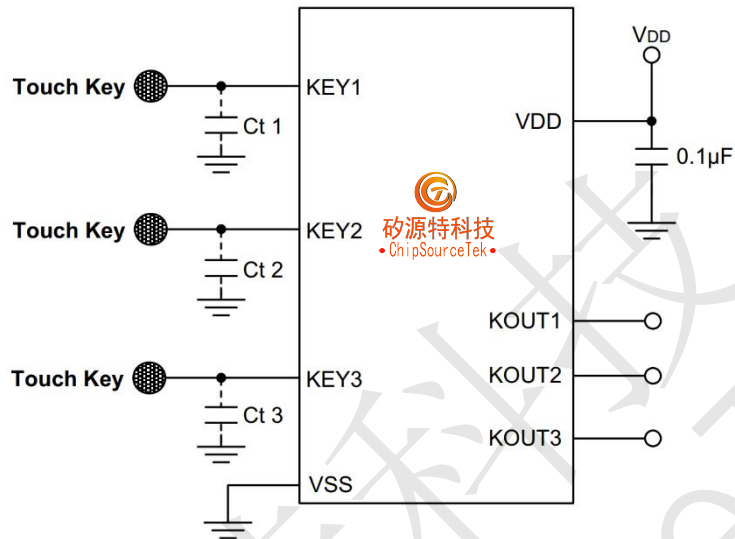 VDD
Touch Key
KEY1
VDD
Ct 1
0.1µF
矽源特科技
•ChipSourceTek•
Touch Key
KEY2
Ct 2
KOUT1
Touch Key
KEY3
KOUT2
Ct 3
KOUT3
VSS